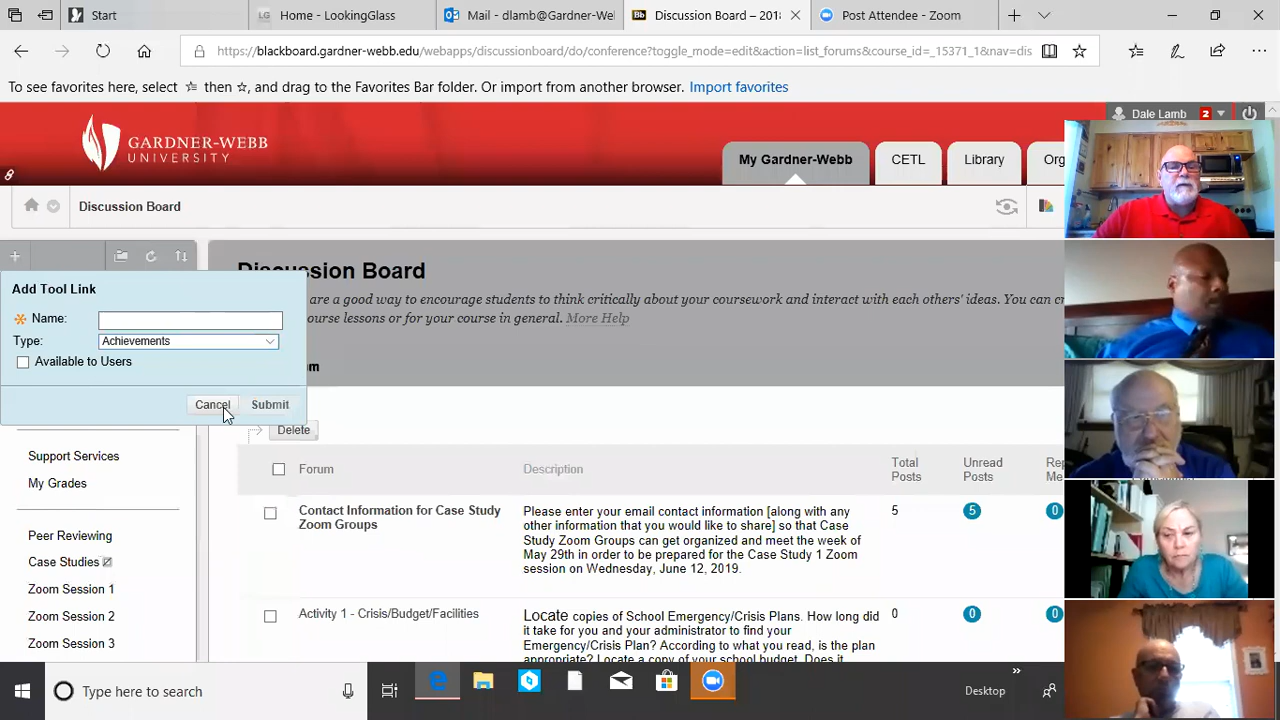 Start
LG Home - LookingGlass
Mail - dlamb@Gardner-We
Bb Discussion Board – 201
Post Attendee - Zoom
https://blackboard.gardner-webb.edu/webapps/discussionboard/do/conference?toggle_mode=edit&action=list_forums&course_id=_15371_1&nav=dis
To see favorites here, select then , and drag to the Favorites Bar folder. Or import from another browser. Import favorites
Dale Lamb 2
GARDNER-WEBB
UNIVERSITY
My Gardner-Webb CETL Library Org
Discussion Board
Discussion Board
are a good way to encourage students to think critically about your coursework and interact with each others' ideas. You can cr
ourse lessons or for your course in general. More Help
Add Tool Link
Name:
Type: Achievements
Available to Users
Cancel Submit
m
Delete
Support Services
My Grades
Peer Reviewing
Case Studies
Zoom Session 1
Zoom Session 2
Zoom Session 3
Forum Description Total Posts Unread Posts Rep Me
Contact Information for Case Study
Zoom Groups
Please enter your email contact information [along with any
other information that you would like to share] so that Case
Study Zoom Groups can get organized and meet the week of
May 29th in order to be prepared for the Case Study 1 Zoom
session on Wednesday, June 12, 2019.
5 5 0
Activity 1 - Crisis/Budget/Facilities
Locate copies of School Emergency/Crisis Plans. How long did
it take for you and your administrator to find your
Emergency/Crisis Plan? According to what you read, is the plan
appropriate? Locate a copy of your school budget. Does it
0 0 0
Type here to search
Desktop